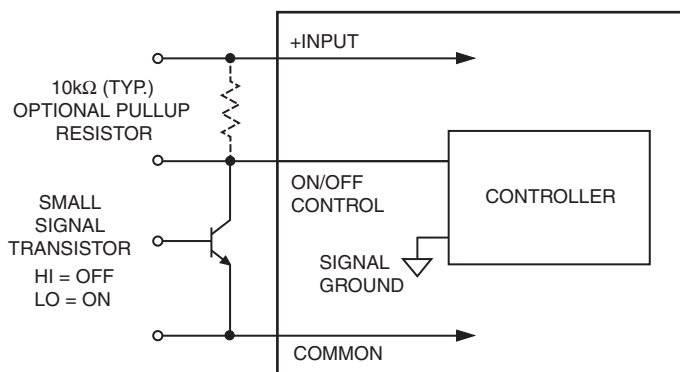 +INPUT
10kΩ (TYP.)
OPTIONAL PULLUP
RESISTOR
ON/OFF
CONTROL
CONTROLLER
SMALL
SIGNAL
TRANSISTOR
HI = OFF
LO = ON
SIGNAL
GROUND
COMMON